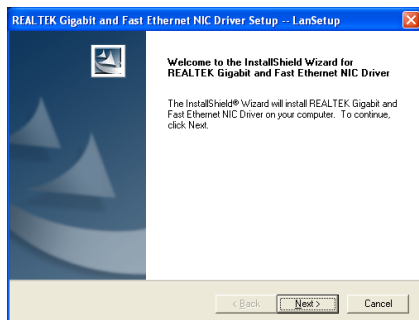 REALTEK Gigabit and Fast Ethernet NIC Driver Setup -- LanSetup
Welcome to the InstallShield Wizard for
REALTEK Gigabit and Fast Ethernet NIC Driver
The InstallShield® Wizard will install REALTEK Gigabit and
Fast Ethernet NIC Driver on your computer. To continue,
click Next.
< Back
Next >
Cancel